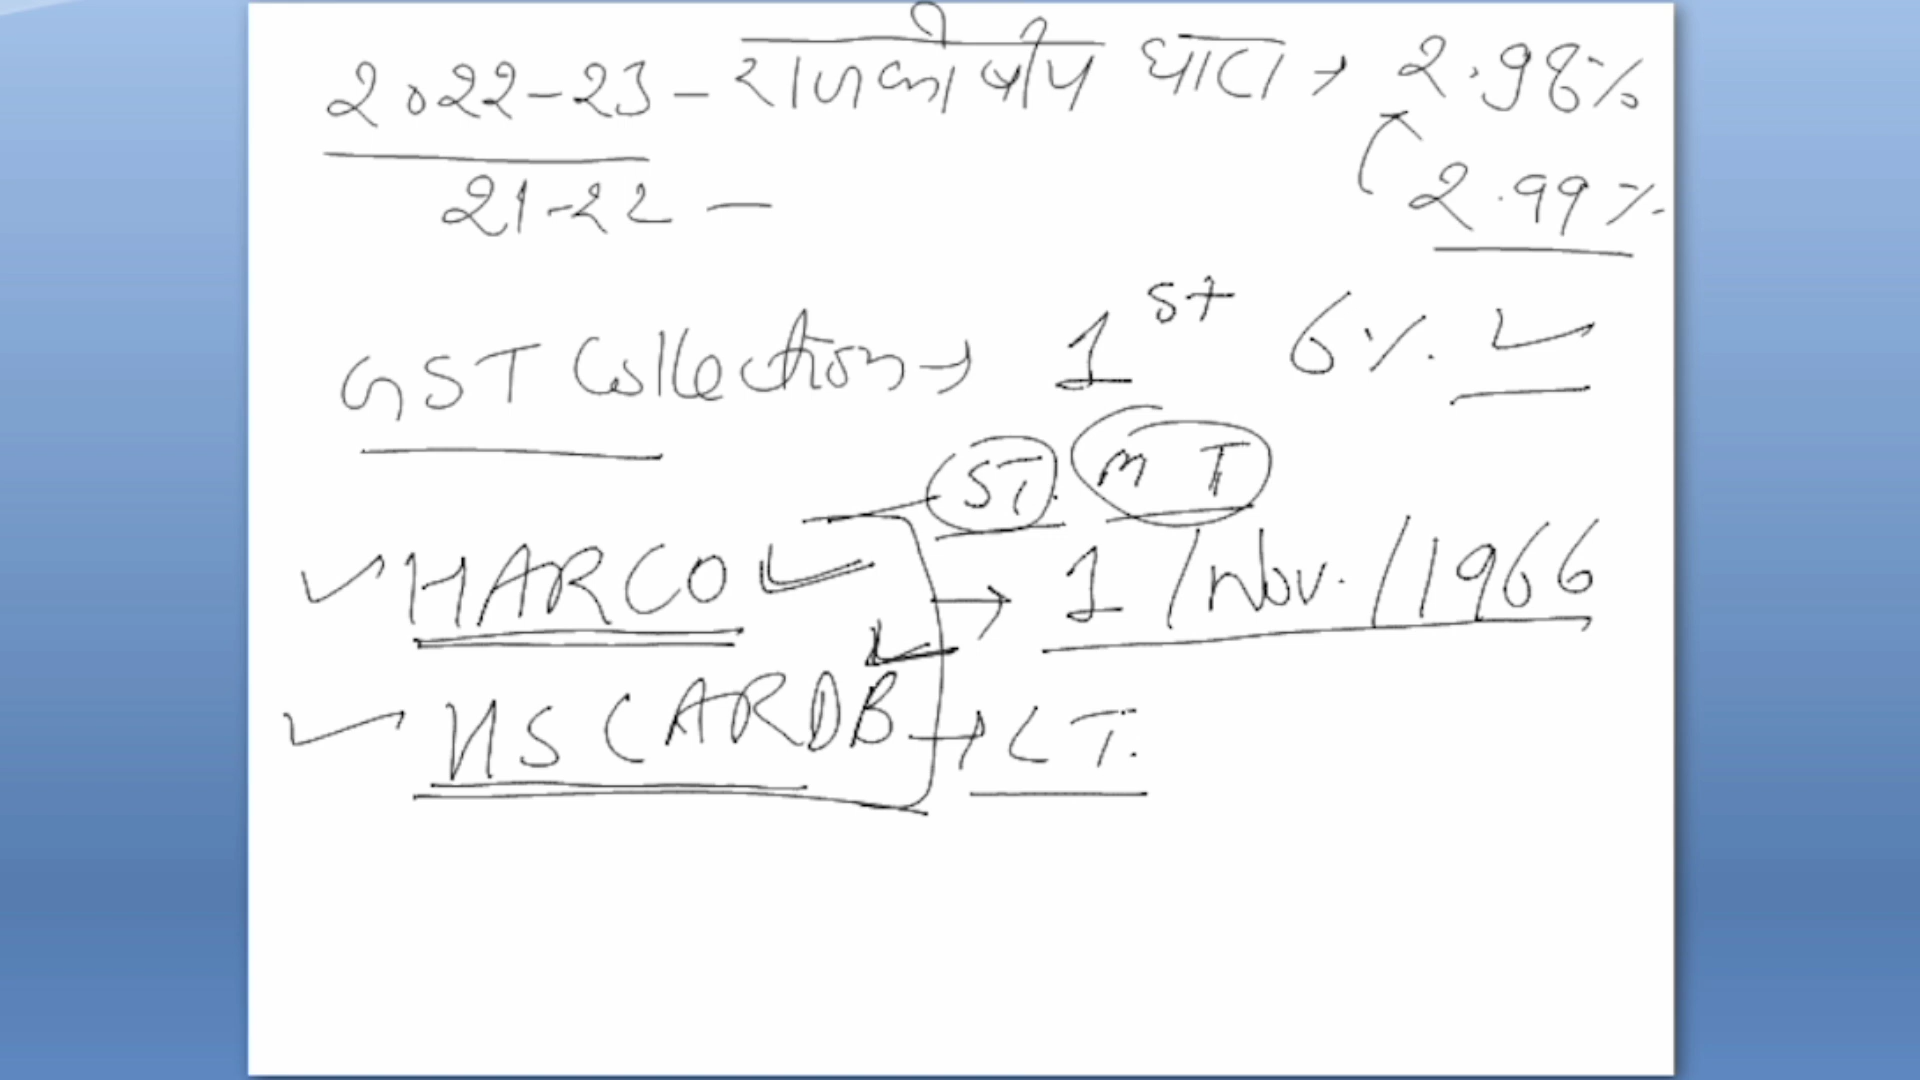 2022-23 - राजकोषीय घाटा → 2.98%
21-22 - 2.99%
GST Collection → 1st 6%.
ST. MT
HARCO → 1/Nov./1966
HSCARDB → LT.